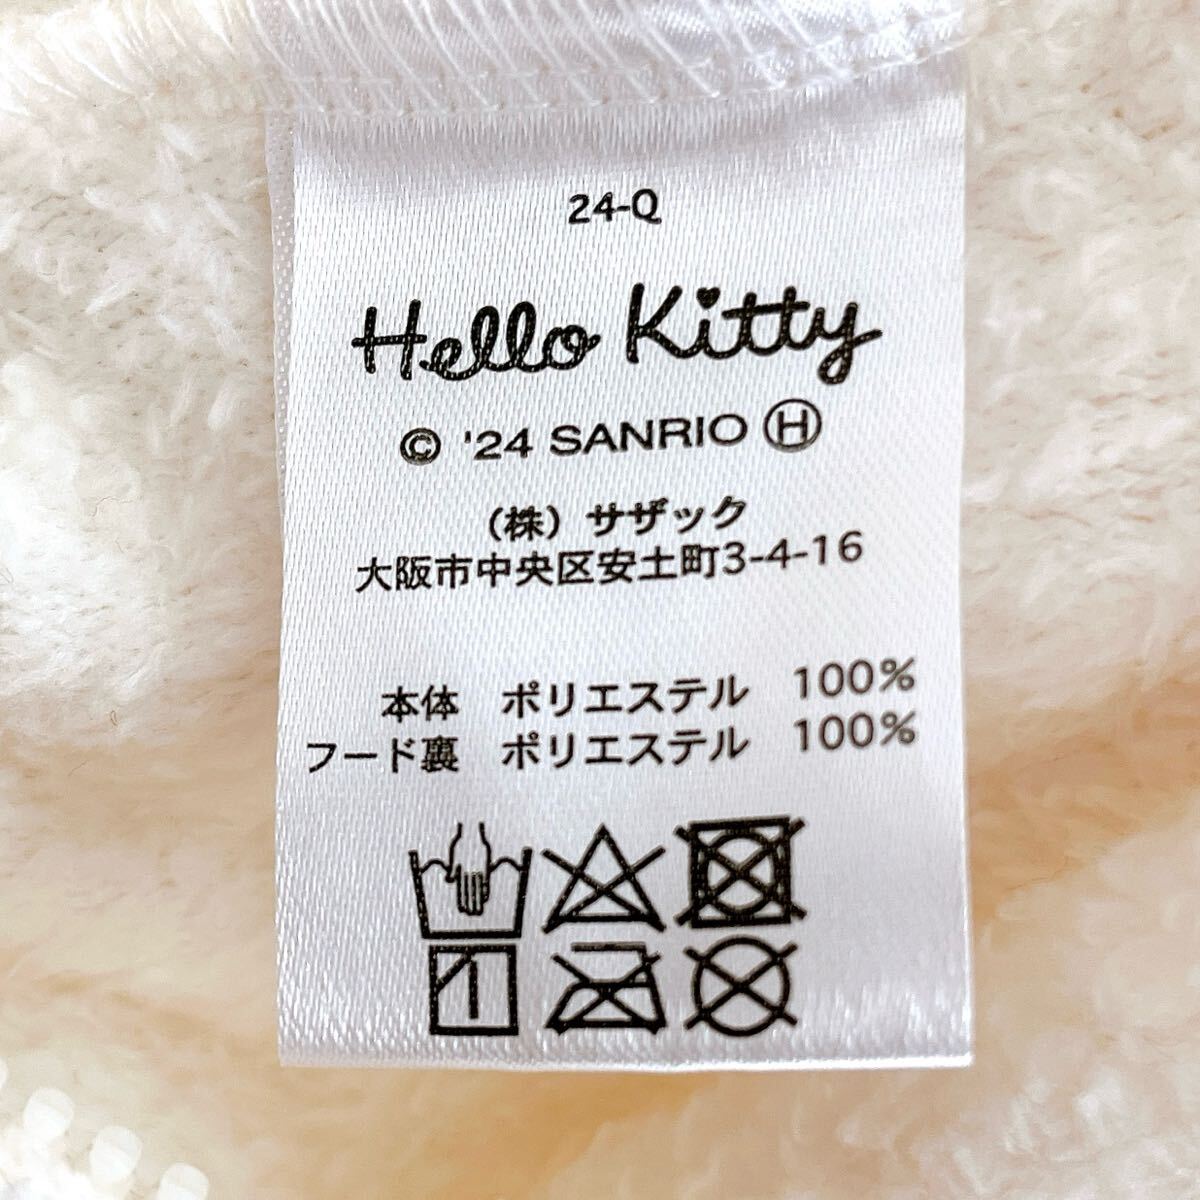 24-Q
Hello Kitty
© '24 SANRIO Ⓗ
（株）サザック
大阪市中央区安土町3-4-16
本体 ポリエステル 100%
フード裏 ポリエステル 100%